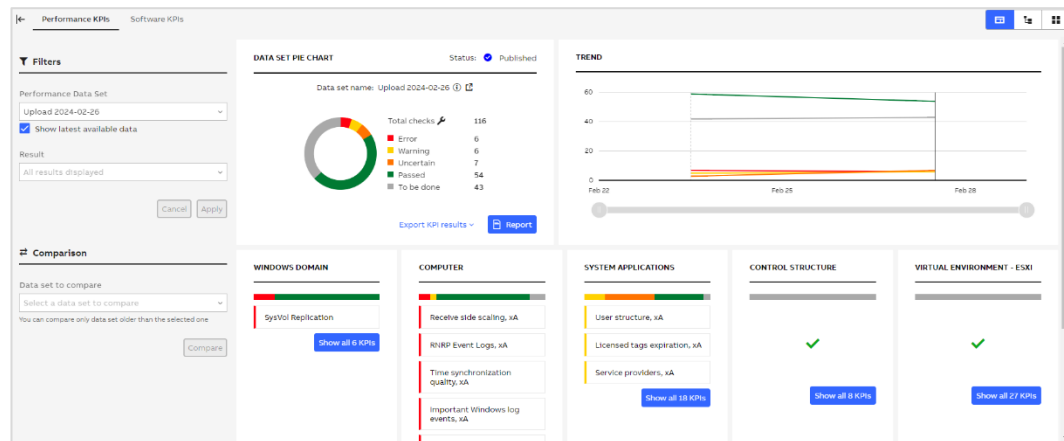 Performance KPIs
Software KPIs
Filters
Performance Data Set
Upload 2024-02-26
Show latest available data
Result
All results displayed
Cancel
Apply
Comparison
Data set to compare
Select a data set to compare
You can compare only data set older than the selected one
Compare
DATA SET PIE CHART
Status: Published
Data set name: Upload 2024-02-26
Total checks 116
Error 6
Warning 6
Uncertain 7
Passed 54
To be done 43
Export KPI results
Report
TREND
60
40
20
0
Feb 22
Feb 25
Feb 28
WINDOWS DOMAIN
SysVol Replication
Show all 6 KPIs
COMPUTER
Receive side scaling, xA
RNRP Event Logs, xA
Time synchronization
quality, xA
Important Windows log
events, xA
SYSTEM APPLICATIONS
User structure, xA
Licensed tags expiration, xA
Service providers, xA
Show all 18 KPIs
CONTROL STRUCTURE
Show all 8 KPIs
VIRTUAL ENVIRONMENT - ESXI
Show all 27 KPIs